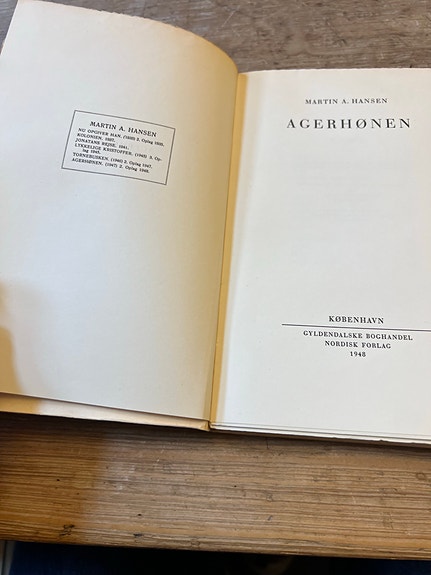 MARTIN A. HANSEN
NU OPGIVER HAN. (1935) 2. Oplag 1935.
KOLONIEN. 1937.
JONATANS REJSE. 1941.
LYKKELIGE KRISTOFFER. (1945) 3. Op-
lag 1945.
TORNEBUSKEN. (1946) 2. Oplag 1947.
AGERHØNEN. (1947) 2. Oplag 1948.
MARTIN A. HANSEN
AGERHØNEN
KØBENHAVN
GYLDENDALSKE BOGHANDEL
NORDISK FORLAG
1948